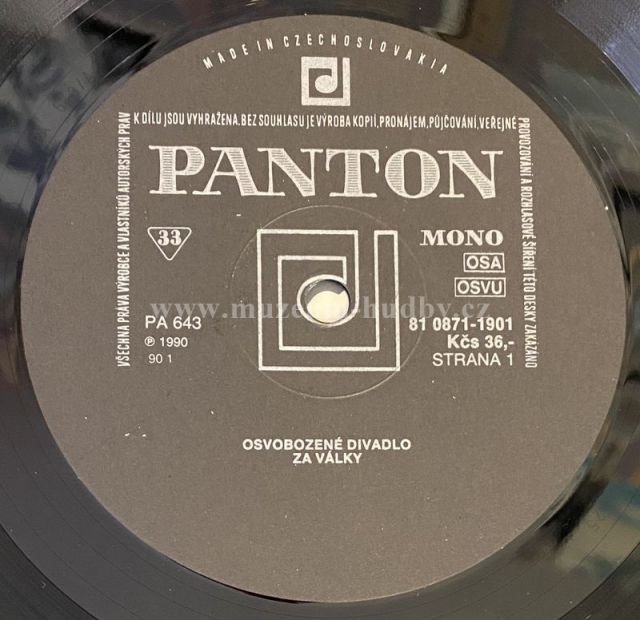 MADE IN CZECHOSLOVAKIA
VŠECHNA PRÁVA VÝROBCE A VLASTNÍKŮ AUTORSKÝCH PRÁV
K DÍLU JSOU VYHRAŽENA. BEZ SOUHLASU JE VÝROBA KOPIÍ, PRONÁJEM, PŮJČOVÁNÍ, VEŘEJNÉ
PROVOZOVÁNÍ A ROZHLASOVÉ ŠÍŘENÍ TÉTO DESKY ZAKÁZÁNO
PANTON
33
MONO
OSA
OSVU
www.muzeum-hudby.cz
PA 643
℗ 1990
90 1
81 0871-1901
Kčs 36,-
STRANA 1
OSVOBOZENÉ DIVADLO
ZA VÁLKY